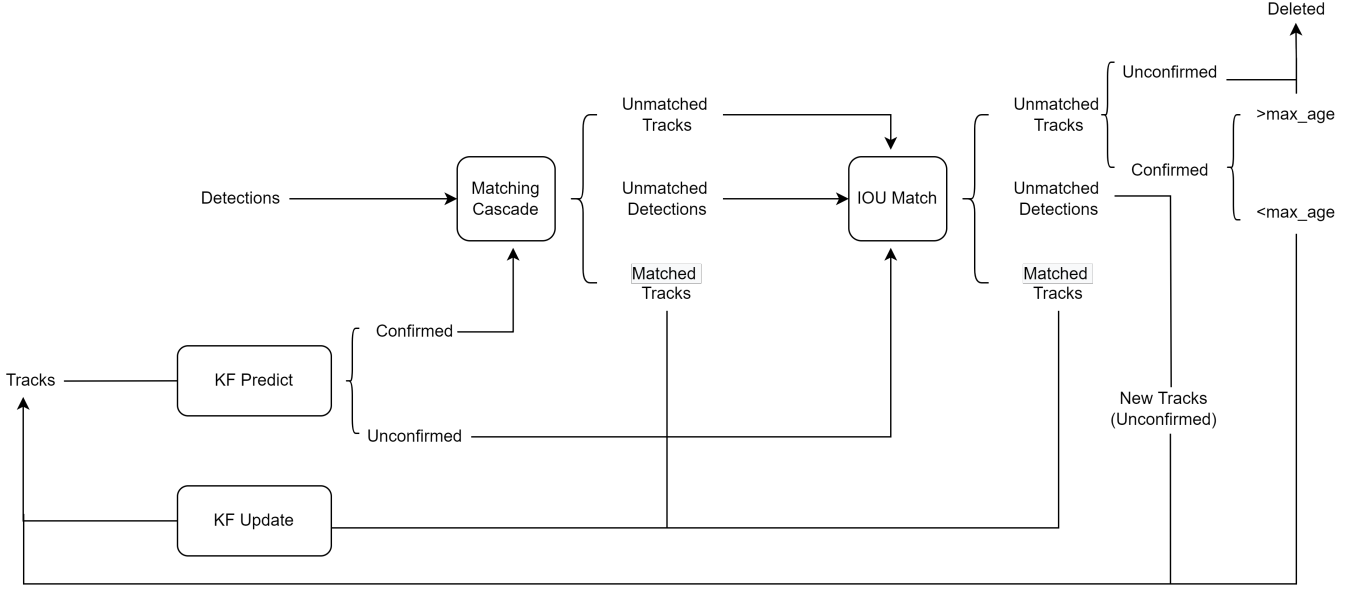 Deleted
Unconfirmed
Unmatched
Tracks
Unmatched
Tracks
>max_age
Confirmed
Detections
Matching
Cascade
Unmatched
Detections
IOU Match
Unmatched
Detections
<max_age
Matched
Tracks
Matched
Tracks
Confirmed
Tracks
KF Predict
New Tracks
(Unconfirmed)
Unconfirmed
KF Update